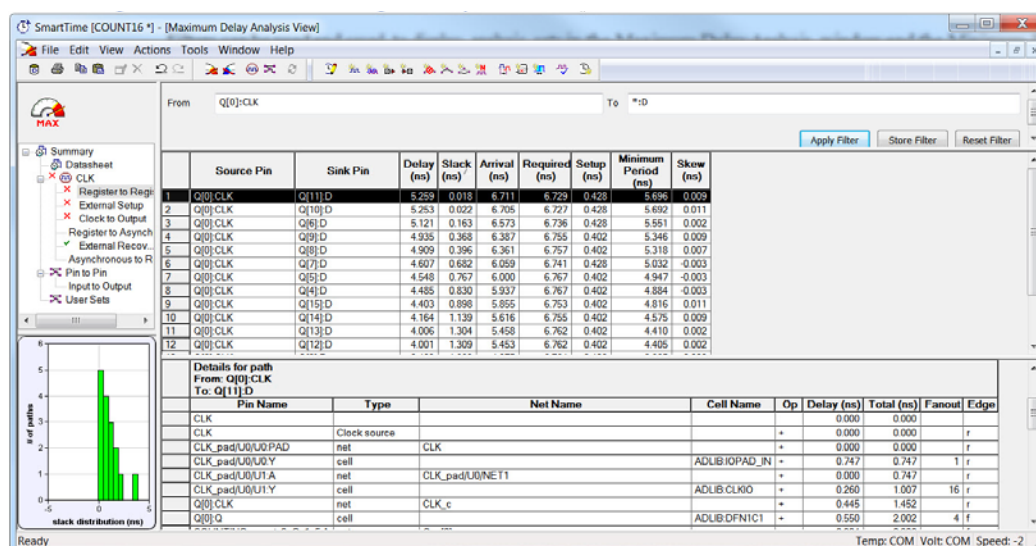 SmartTime [COUNT16 *] - [Maximum Delay Analysis View]
File Edit View Actions Tools Window Help
MAX
From Q[0]:CLK To *:D
Apply Filter Store Filter Reset Filter
Summary
Datasheet
CLK
Register to Regi
External Setup
Clock to Output
Register to Asynch
External Recov...
Asynchronous to R
Pin to Pin
Input to Output
User Sets
Source Pin Sink Pin Delay (ns) Slack (ns) Arrival (ns) Required (ns) Setup (ns) Minimum Period (ns) Skew (ns)
1 Q[0]:CLK Q[11]:D 5.259 0.018 6.711 6.729 0.428 5.696 0.009
2 Q[0]:CLK Q[10]:D 5.253 0.022 6.705 6.727 0.428 5.692 0.011
3 Q[0]:CLK Q[6]:D 5.121 0.163 6.573 6.736 0.428 5.551 0.002
4 Q[0]:CLK Q[9]:D 4.935 0.368 6.387 6.755 0.402 5.346 0.009
5 Q[0]:CLK Q[8]:D 4.909 0.396 6.361 6.757 0.402 5.318 0.007
6 Q[0]:CLK Q[7]:D 4.607 0.682 6.059 6.741 0.428 5.032 -0.003
7 Q[0]:CLK Q[5]:D 4.548 0.767 6.000 6.767 0.402 4.947 -0.003
8 Q[0]:CLK Q[4]:D 4.485 0.830 5.937 6.767 0.402 4.884 -0.003
9 Q[0]:CLK Q[15]:D 4.403 0.898 5.855 6.753 0.402 4.816 0.011
10 Q[0]:CLK Q[14]:D 4.164 1.139 5.616 6.755 0.402 4.575 0.009
11 Q[0]:CLK Q[13]:D 4.006 1.304 5.458 6.762 0.402 4.410 0.002
12 Q[0]:CLK Q[12]:D 4.001 1.309 5.453 6.762 0.402 4.405 0.002
# of paths
6
5
4
3
2
1
0
-5 0 5
slack distribution (ns)
Details for path
From: Q[0]:CLK
To: Q[11]:D
Pin Name Type Net Name Cell Name Op Delay (ns) Total (ns) Fanout Edge
CLK 0.000 0.000
CLK Clock source + 0.000 0.000 r
CLK_pad/U0/U0:PAD net CLK + 0.000 0.000 r
CLK_pad/U0/U0:Y cell ADLIB:IOPAD_IN + 0.747 0.747 1 r
CLK_pad/U0/U1:A net CLK_pad/U0/NET1 + 0.000 0.747 r
CLK_pad/U0/U1:Y cell ADLIB:CLKIO + 0.260 1.007 16 r
Q[0]:CLK net CLK_c + 0.445 1.452 r
Q[0]:Q cell ADLIB:DFN1C1 + 0.550 2.002 4 f
Ready
Temp: COM Volt: COM Speed: -2